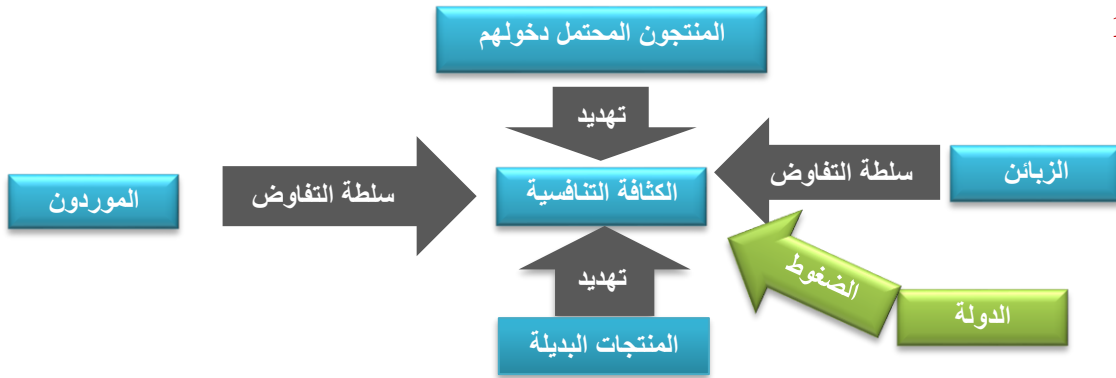 المنتجون المحتمل دخولهم
تهديد
الزبائن
سلطة التفاوض
الكثافة التنافسية
سلطة التفاوض
الموردون
الضغوط
الدولة
تهديد
المنتجات البديلة